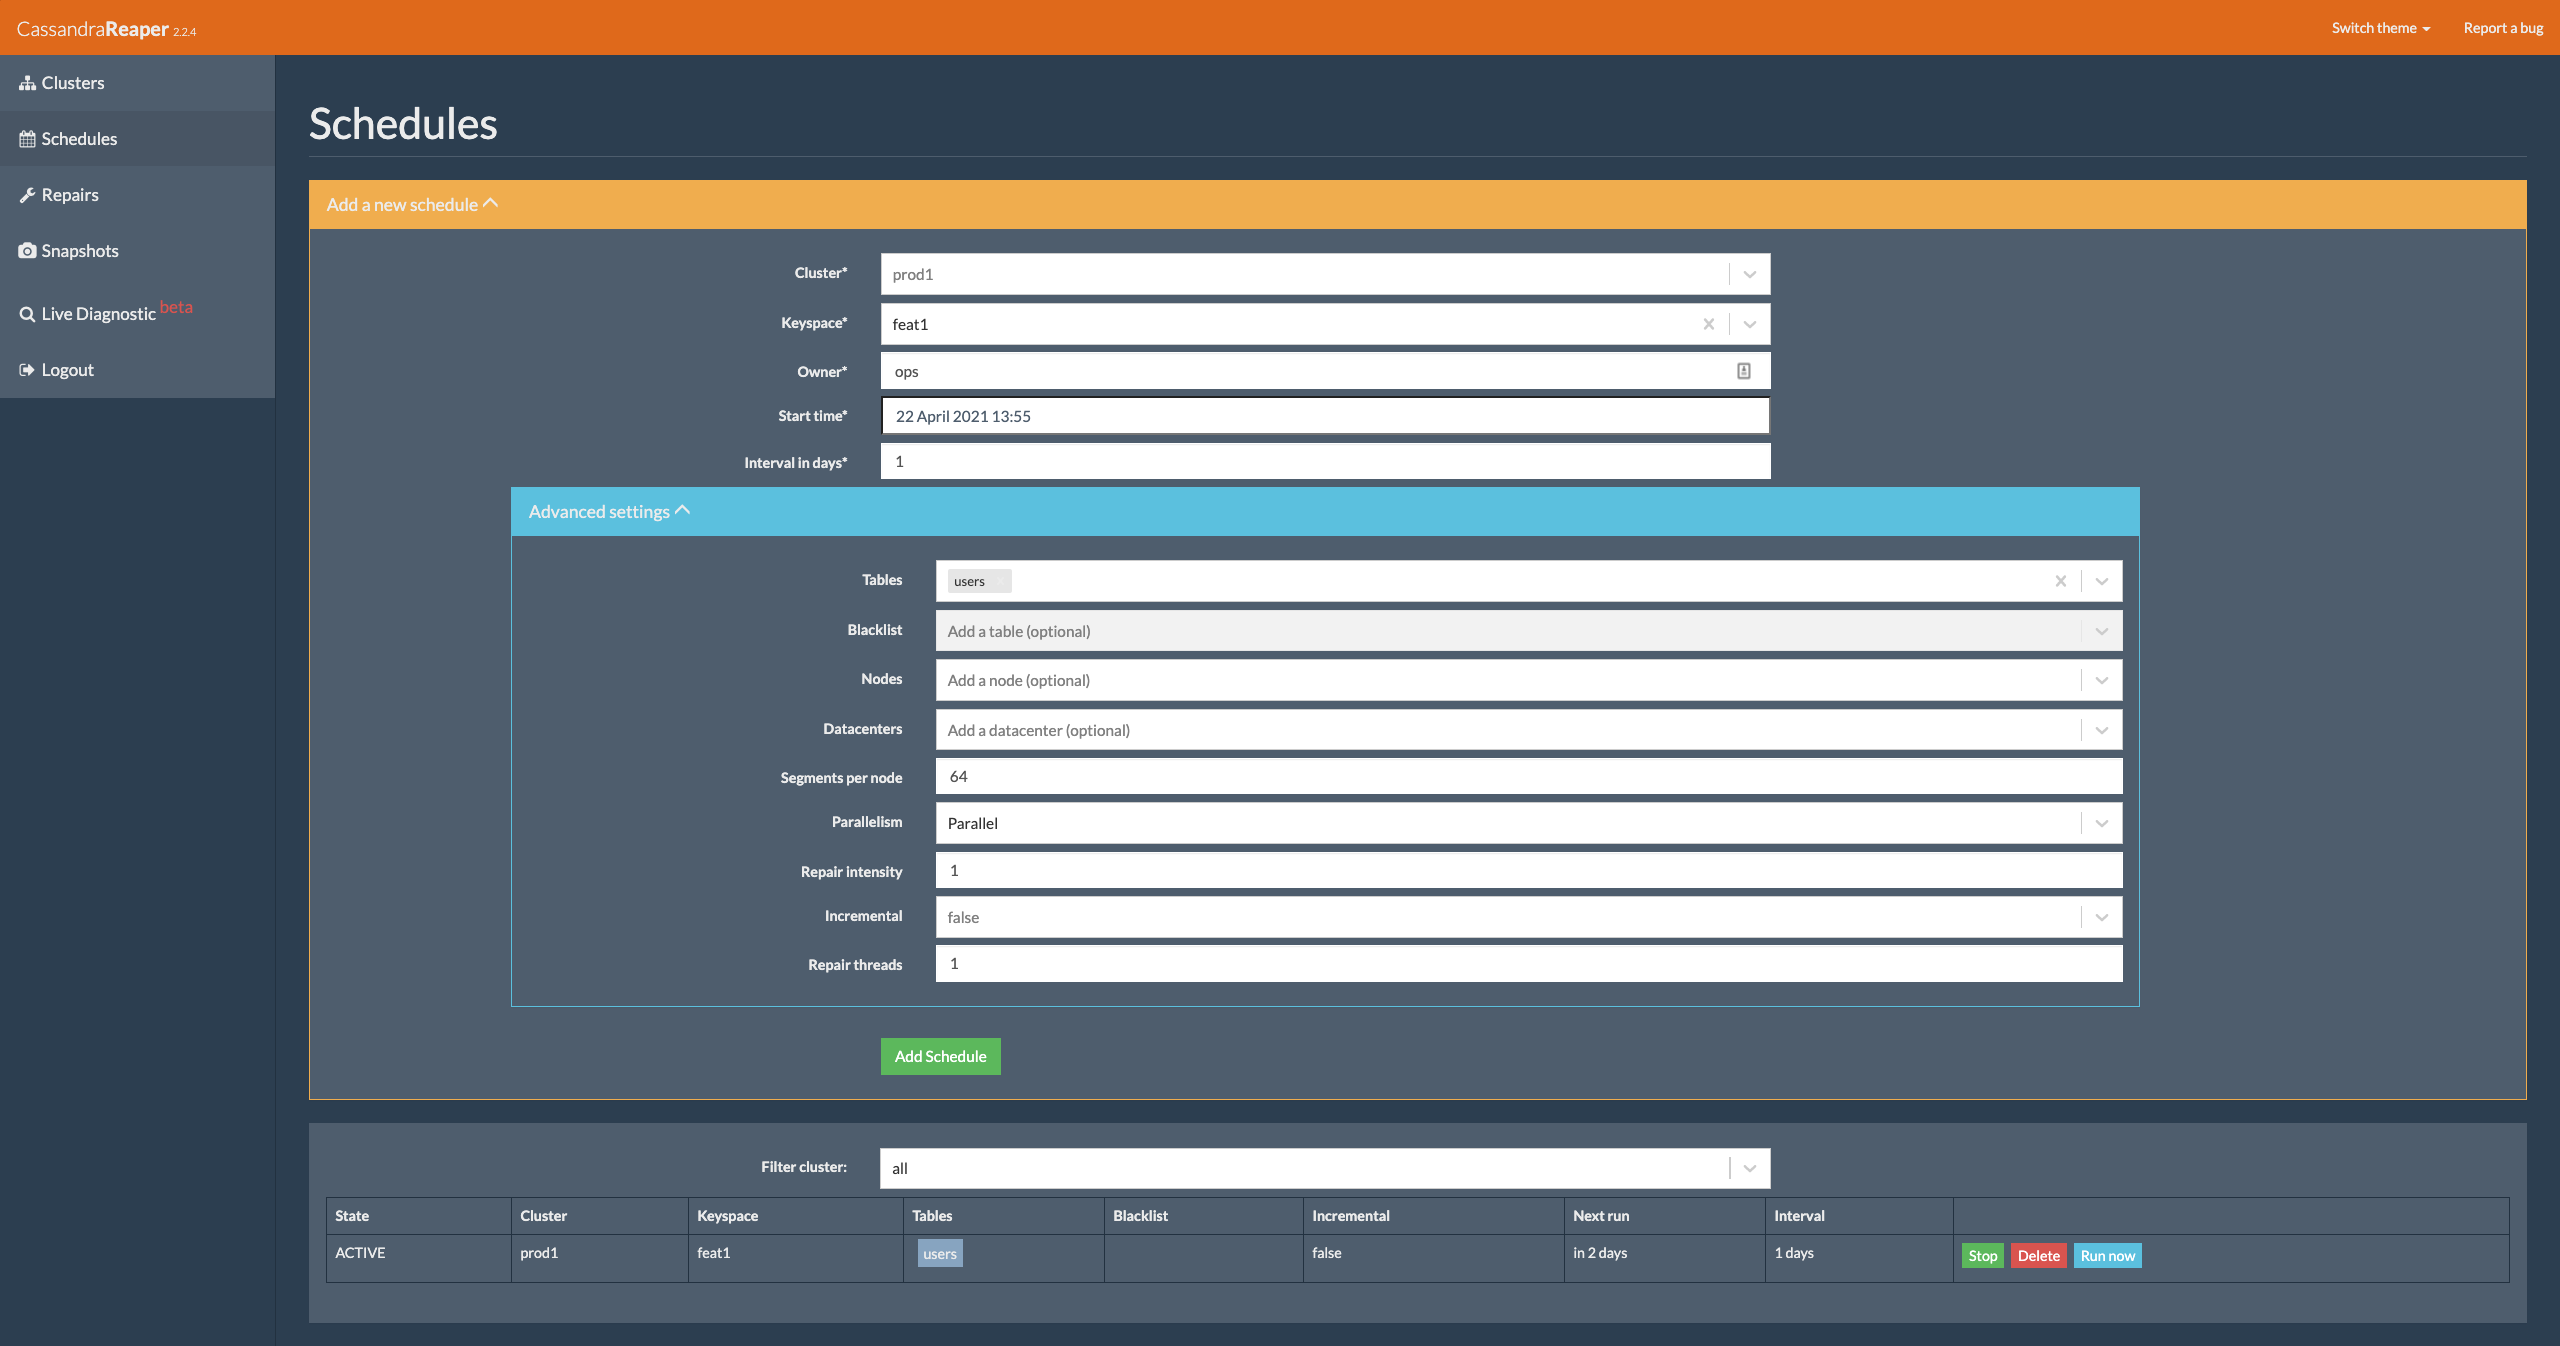 CassandraReaper 2.2.4
Switch theme
Report a bug
Clusters
Schedules
Repairs
Snapshots
Live Diagnostic beta
Logout
Schedules
Add a new schedule
Cluster* prod1
Keyspace* feat1
Owner* ops
Start time* 22 April 2021 13:55
Interval in days* 1
Advanced settings
Tables users
Blacklist Add a table (optional)
Nodes Add a node (optional)
Datacenters Add a datacenter (optional)
Segments per node 64
Parallelism Parallel
Repair intensity 1
Incremental false
Repair threads 1
Add Schedule
Filter cluster: all
State Cluster Keyspace Tables Blacklist Incremental Next run Interval
ACTIVE prod1 feat1 users false in 2 days 1 days Stop Delete Run now